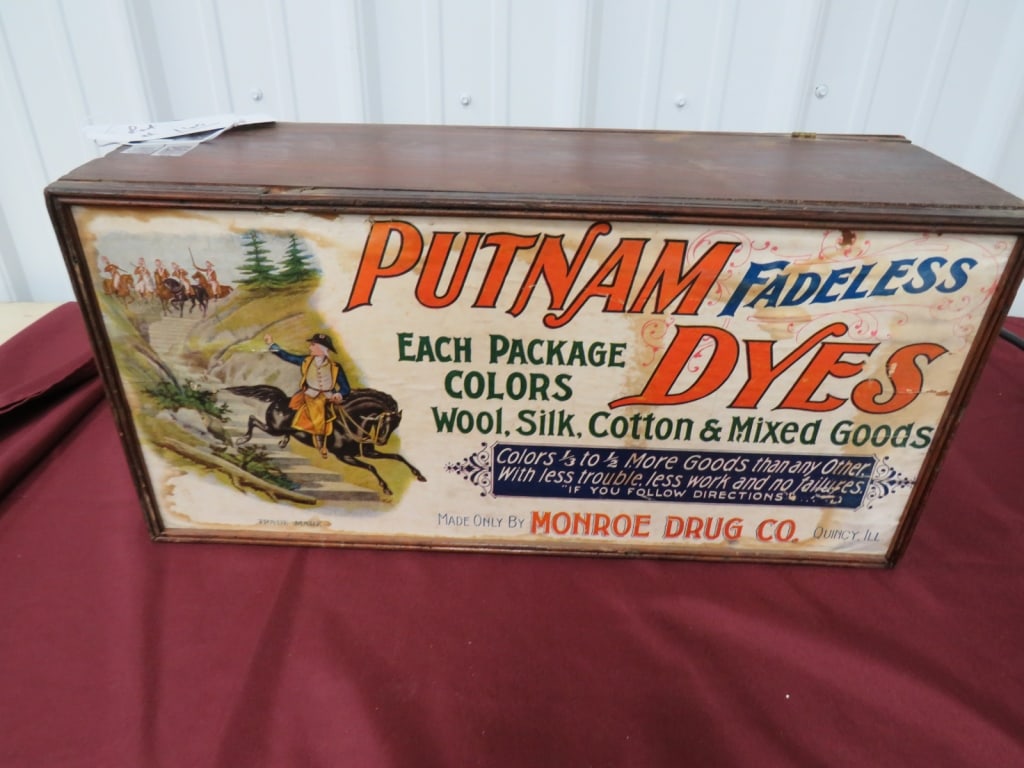 PUTNAM FADELESS
DYES
EACH PACKAGE
COLORS
WOOL, SILK, COTTON & MIXED GOODS
Colors ⅓ to ½ More Goods than any Other.
With less trouble, less work and no failures,
"IF YOU FOLLOW DIRECTIONS"
TRADE MARK
MADE ONLY BY MONROE DRUG CO. QUINCY, ILL